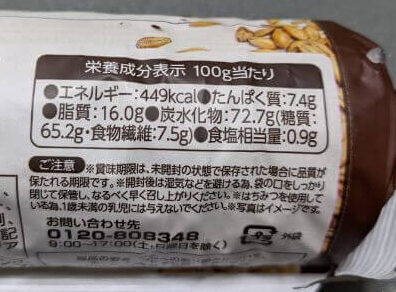 栄養成分表示 100g当たり
●エネルギー:449kcal●たんぱく質:7.4g
●脂質:16.0g●炭水化物:72.7g(糖質:
65.2g・食物繊維:7.5g)●食塩相当量:0.9g
ご注意 ※賞味期限は、未開封の状態で保存された場合に品質が
保たれる期限です。※開封後は湿気などを避ける為、袋の口をしっかり
閉じて保管し、なるべく早く召し上がりください。※はちみつを使用して
いる為、1歳未満の乳児には与えないでください。※写真はイメージです。
お問い合わせ先
0120-808348
9:00~17:00(土・日・祝日を除く)
プラ 外袋